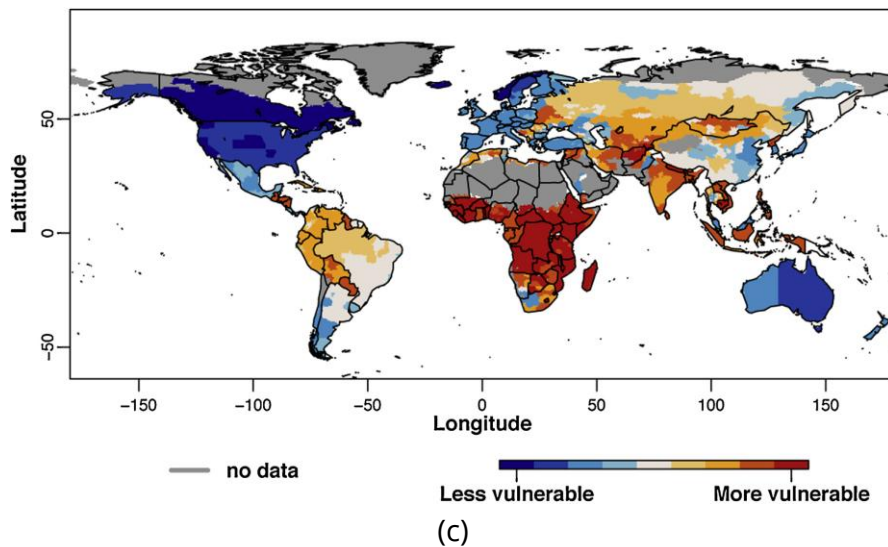 Latitude
50
0
−50
−150
−100
−50
0
50
100
150
Longitude
no data
Less vulnerable
More vulnerable
(c)